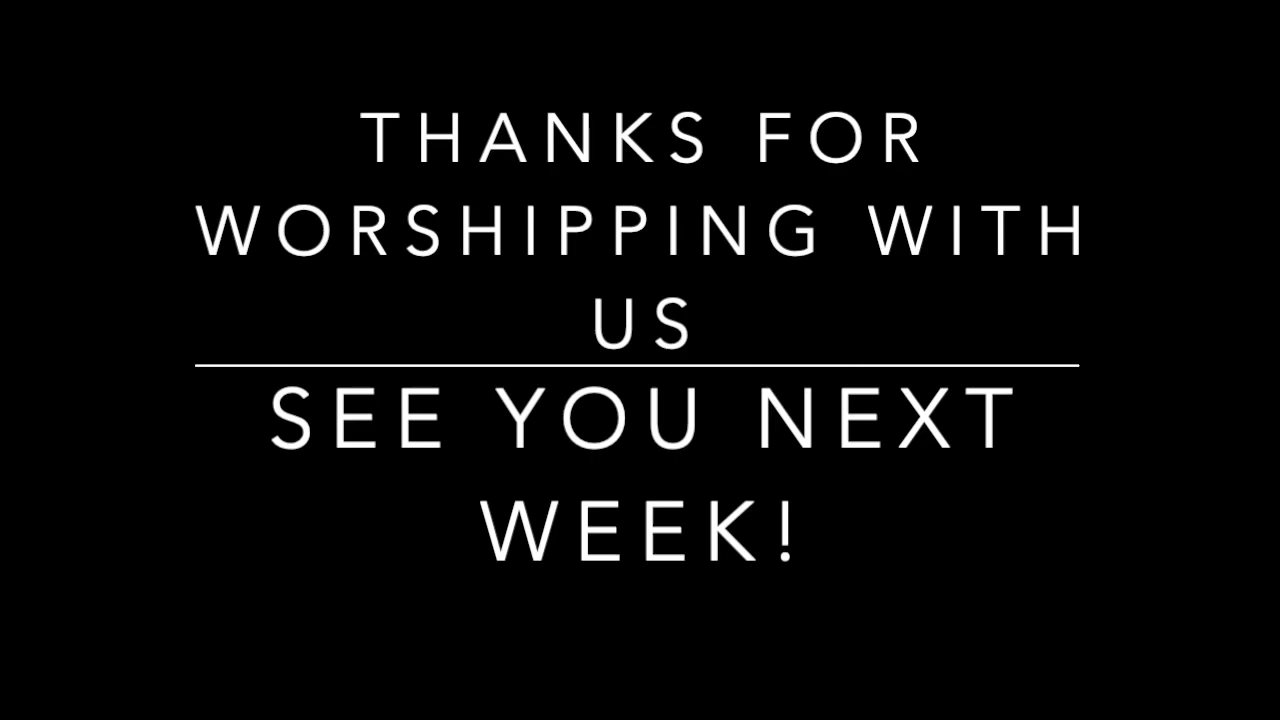 THANKS FOR
WORSHIPPING WITH
US
SEE YOU NEXT
WEEK!